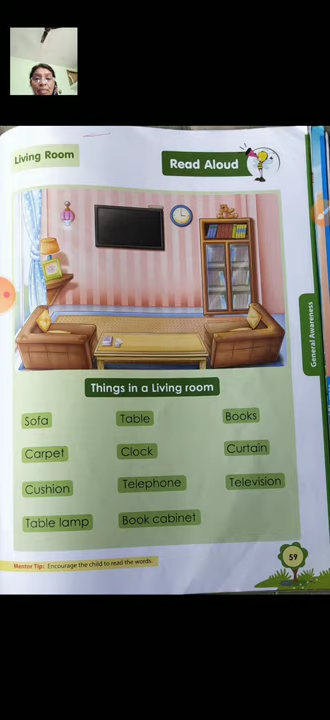 Living Room
Read Aloud
General Awareness
Things in a Living room
Sofa Table Books
Carpet Clock Curtain
Cushion Telephone Television
Table lamp Book cabinet
Mentor Tip: Encourage the child to read the words.
59